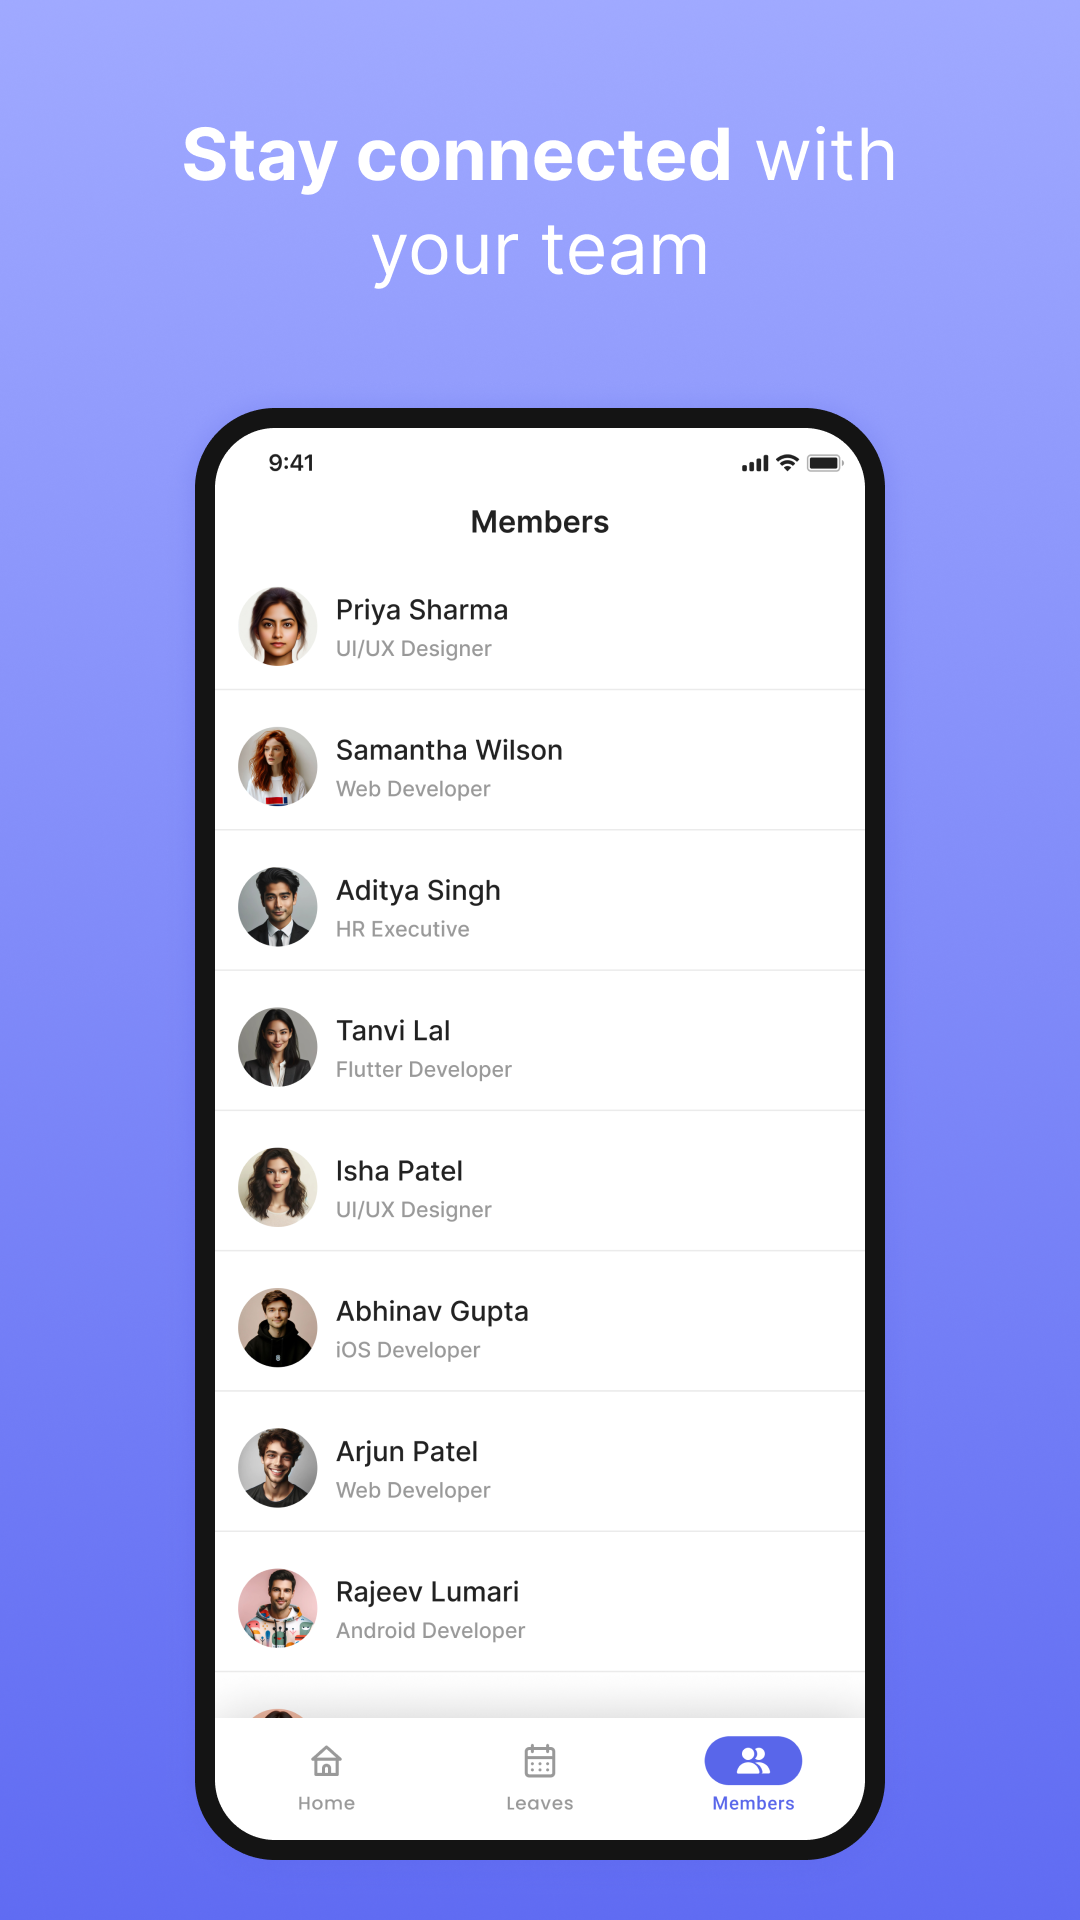 Stay connected with
your team
9:41
Members
Priya Sharma
UI/UX Designer
Samantha Wilson
Web Developer
Aditya Singh
HR Executive
Tanvi Lal
Flutter Developer
Isha Patel
UI/UX Designer
Abhinav Gupta
iOS Developer
Arjun Patel
Web Developer
Rajeev Lumari
Android Developer
Home
Leaves
Members